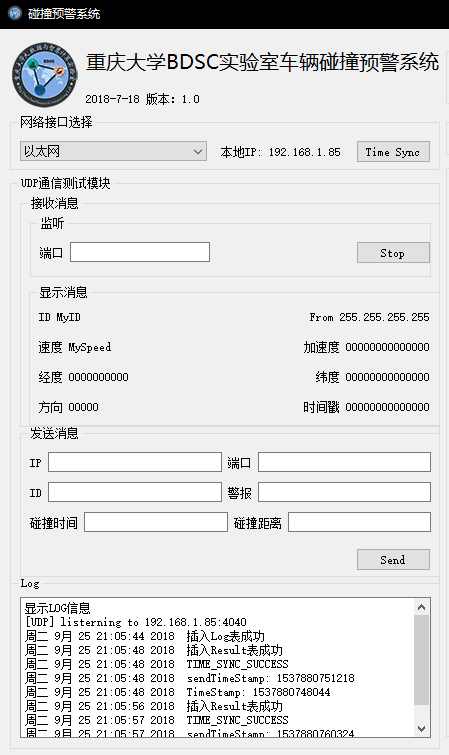 碰撞预警系统
重庆大学BDSC实验室车辆碰撞预警系统
2018-7-18 版本: 1.0
网络接口选择
以太网 本地IP: 192.168.1.85 Time Sync
UDP通信测试模块
接收消息
监听
端口 Stop
显示消息
ID MyID From 255.255.255.255
速度 MySpeed 加速度 00000000000000
经度 0000000000 纬度 00000000000000
方向 00000 时间戳 00000000000000
发送消息
IP 端口
ID 警报
碰撞时间 碰撞距离
Send
Log
显示LOG信息
[UDP] listerning to 192.168.1.85:4040
周二 9月 25 21:05:44 2018 插入Log表成功
周二 9月 25 21:05:48 2018 插入Result表成功
周二 9月 25 21:05:48 2018 TIME_SYNC_SUCCESS
周二 9月 25 21:05:48 2018 sendTimeStamp: 1537880751218
周二 9月 25 21:05:48 2018 TimeStamp: 1537880748044
周二 9月 25 21:05:56 2018 插入Result表成功
周二 9月 25 21:05:57 2018 TIME_SYNC_SUCCESS
周二 9月 25 21:05:57 2018 sendTimeStamp: 1537880760324